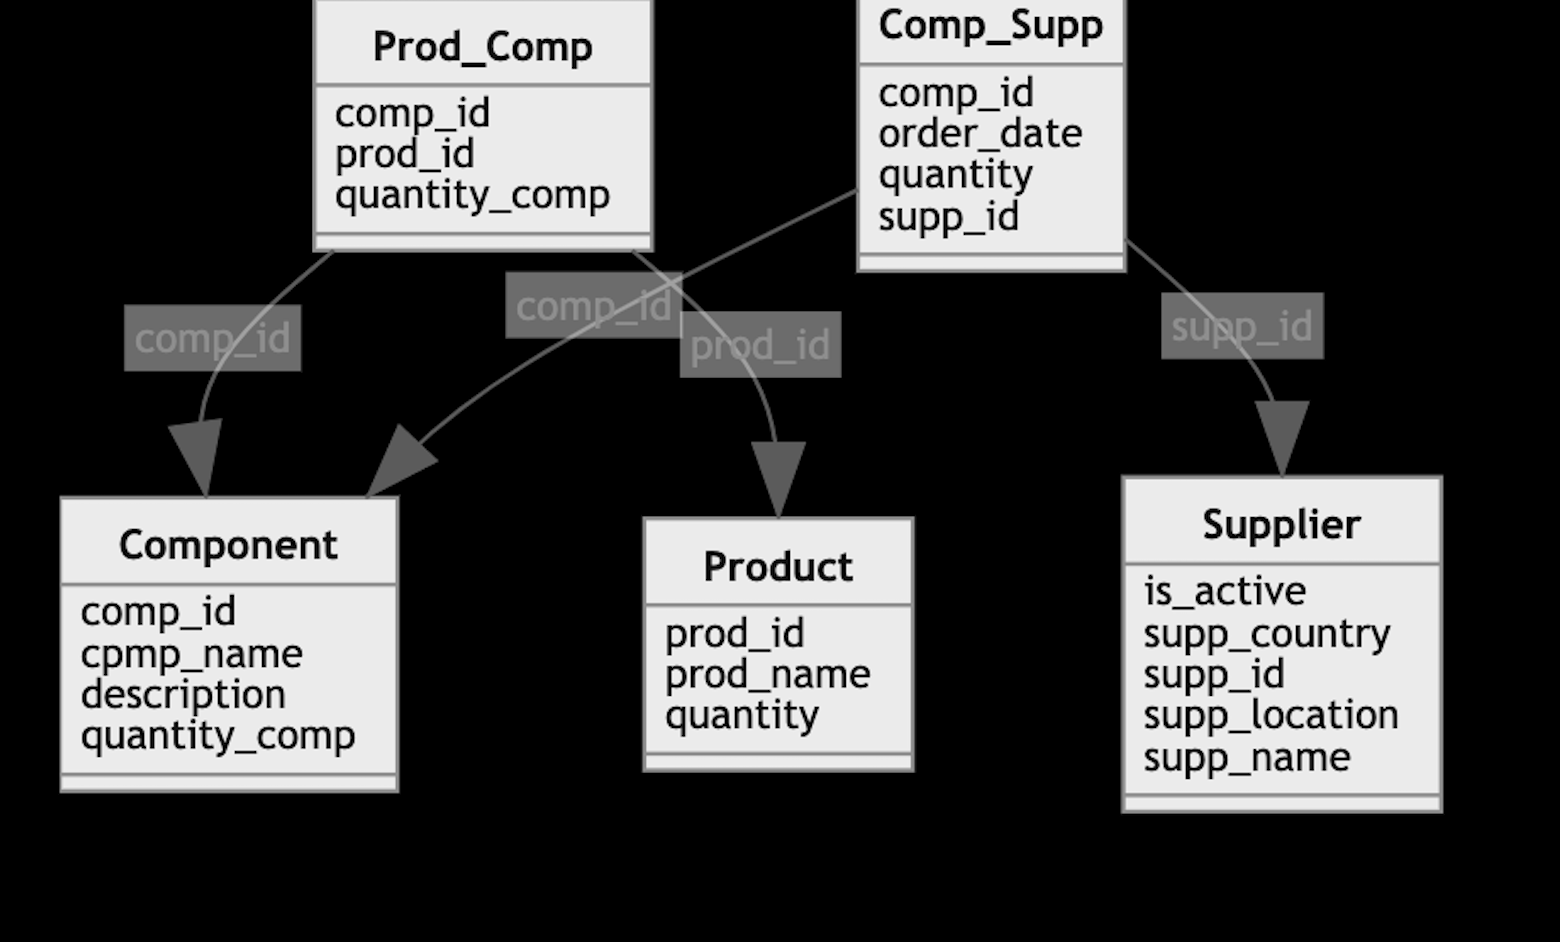 Prod_Comp
comp_id
prod_id
quantity_comp
Comp_Supp
comp_id
order_date
quantity
supp_id
comp_id
comp_id
prod_id
supp_id
Component
comp_id
cpmp_name
description
quantity_comp
Product
prod_id
prod_name
quantity
Supplier
is_active
supp_country
supp_id
supp_location
supp_name